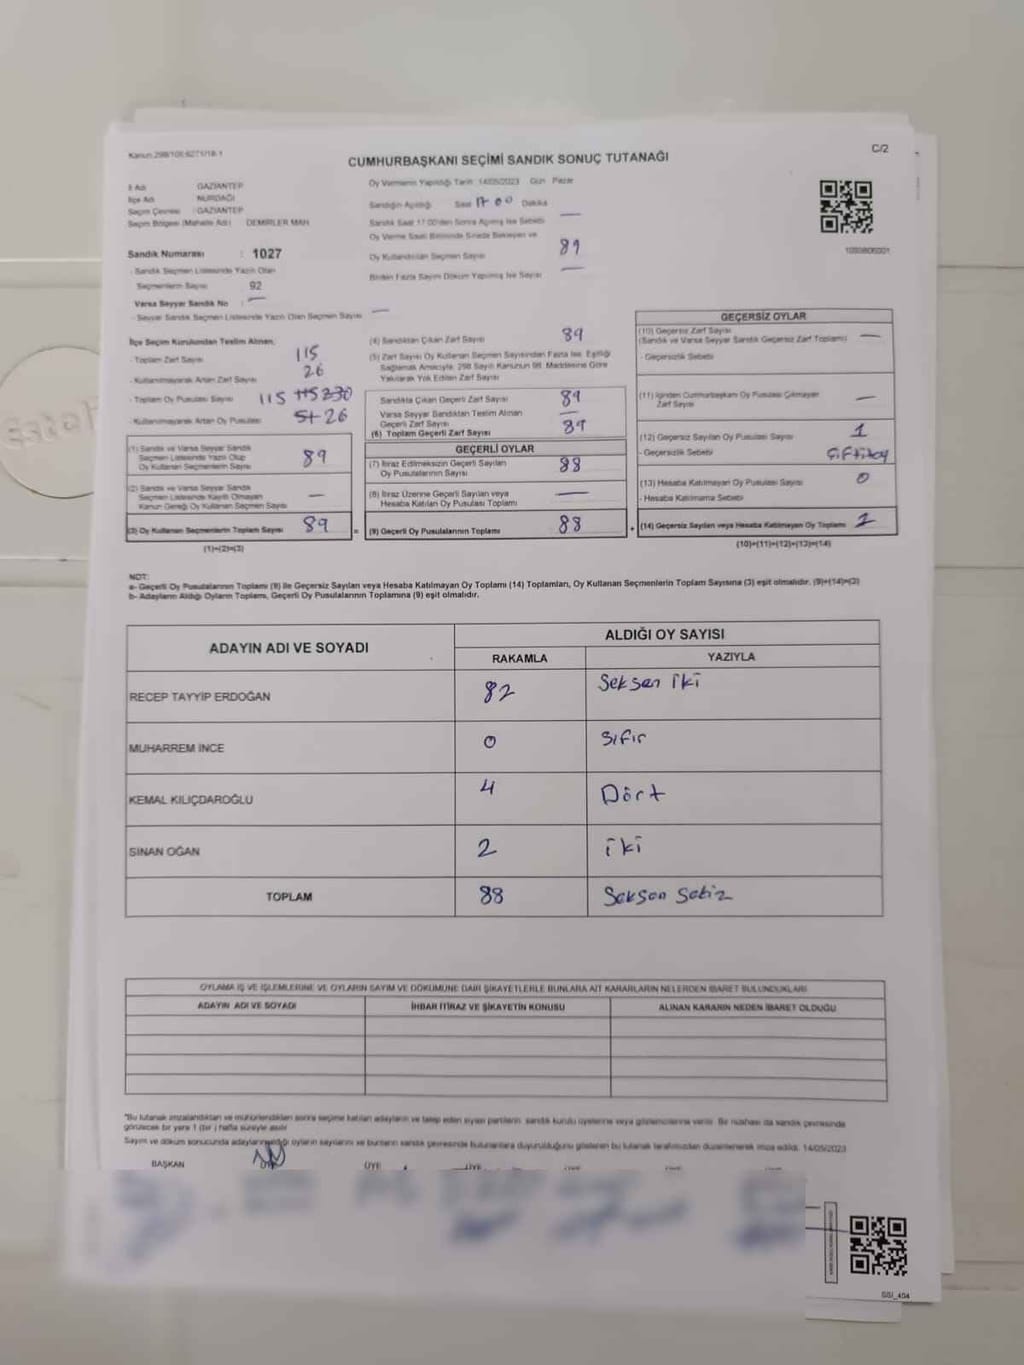 Kanun:298/105;6271/18-1
CUMHURBAŞKANI SEÇİMİ SANDIK SONUÇ TUTANAĞI
C/2
İl Adı GAZİANTEP
İlçe Adı NURDAĞI
Seçim Çevresi : GAZİANTEP
Seçim Bölgesi (Mahalle Adı) DEMİRLER MAH.
Sandık Numarası : 1027
- Sandık Seçmen Listesinde Yazılı Olan
Seçmenlerin Sayısı 92
Varsa Seyyar Sandık No : —
- Seyyar Sandık Seçmen Listesinde Yazılı Olan Seçmen Sayısı —
Oy Vermenin Yapıldığı Tarih 14/05/2023 Gün Pazar
Sandığın Açıldığı Saat 17 00 Dakika
Sandık Saat 17.00'den Sonra Açılmış İse Sebebi —
Oy Verme Saati Bitiminde Sırada Bekleyen ve
Oy Kullandırılan Seçmen Sayısı 89
Birden Fazla Sayım Döküm Yapılmış İse Sayısı —
İlçe Seçim Kurulundan Teslim Alınan;
- Toplam Zarf Sayısı 115
- Kullanılmayarak Artan Zarf Sayısı 26
- Toplam Oy Pusulası Sayısı 115
- Kullanılmayarak Artan Oy Pusulası 26
(1) Sandık ve Varsa Seyyar Sandık
Seçmen Listesinde Yazılı Olup
Oy Kullanan Seçmenlerin Sayısı 89
(2) Sandık ve Varsa Seyyar Sandık
Seçmen Listesinde Kayıtlı Olmayan
Kanun Gereği Oy Kullanan Seçmen Sayısı —
(3) Oy Kullanan Seçmenlerin Toplam Sayısı 89
(1)+(2)=(3)
(4) Sandıktan Çıkan Zarf Sayısı 89
(5) Zarf Sayısı Oy Kullanan Seçmen Sayısından Fazla İse, Eşitliği
Sağlamak Amacıyla, 298 Sayılı Kanunun 98. Maddesine Göre
Yakılarak Yok Edilen Zarf Sayısı
Sandıkta Çıkan Geçerli Zarf Sayısı 89
Varsa Seyyar Sandıktan Teslim Alınan
Geçerli Zarf Sayısı —
(6) Toplam Geçerli Zarf Sayısı 89
GEÇERLİ OYLAR
(7) İtiraz Edilmeksizin Geçerli Sayılan
Oy Pusulalarının Sayısı 88
(8) İtiraz Üzerine Geçerli Sayılan veya
Hesaba Katılan Oy Pusulası Toplamı —
= (9) Geçerli Oy Pusulalarının Toplamı 88
GEÇERSİZ OYLAR
(10) Geçersiz Zarf Sayısı
(Sandık ve Varsa Seyyar Sandık Geçersiz Zarf Toplamı) —
- Geçersizlik Sebebi
(11) İçinden Cumhurbaşkanı Oy Pusulası Çıkmayan
Zarf Sayısı —
(12) Geçersiz Sayılan Oy Pusulası Sayısı 1
- Geçersizlik Sebebi
(13) Hesaba Katılmayan Oy Pusulası Sayısı 0
- Hesaba Katılmama Sebebi
+ (14) Geçersiz Sayılan veya Hesaba Katılmayan Oy Toplamı 1
(10)+(11)+(12)+(13)=(14)
NOT:
a- Geçerli Oy Pusulalarının Toplamı (9) ile Geçersiz Sayılan veya Hesaba Katılmayan Oy Toplamı (14) Toplamları, Oy Kullanan Seçmenlerin Toplam Sayısına (3) eşit olmalıdır. (9)+(14)=(3)
b- Adayların Aldığı Oyların Toplamı, Geçerli Oy Pusulalarının Toplamına (9) eşit olmalıdır.
ADAYIN ADI VE SOYADI
ALDIĞI OY SAYISI
RAKAMLA YAZIYLA
RECEP TAYYİP ERDOĞAN 82 Seksen iki
MUHARREM İNCE 0 Sıfır
KEMAL KILIÇDAROĞLU 4 Dört
SİNAN OĞAN 2 iki
TOPLAM 88 Seksen Sekiz
OYLAMA İŞ VE İŞLEMLERİNE VE OYLARIN SAYIM VE DÖKÜMÜNE DAİR ŞİKAYETLERLE BUNLARA AİT KARARLARIN NELERDEN İBARET BULUNDUKLARI
ADAYIN ADI VE SOYADI İHBAR İTİRAZ VE ŞİKAYETİN KONUSU ALINAN KARARIN NEDEN İBARET OLDUĞU
"Bu tutanak imzalandıktan ve mühürlendikten sonra seçime katılan adayların ve talep eden siyasi partilerin sandık kurulu üyelerine veya gözlemcilerine verilir. Bir nüshası da sandık çevresinde
görülecek bir yere 1 (bir ) hafta süreyle asılır
Sayım ve döküm sonucunda adayların aldığı oyların sayılarını ve bunların sandık çevresinde bulunanlara duyurulduğunu gösteren bu tutanak tarafımızdan düzenlenerek imza edildi. 14/05/2023
BAŞKAN ÜYE ÜYE ÜYE ÜYE ÜYE